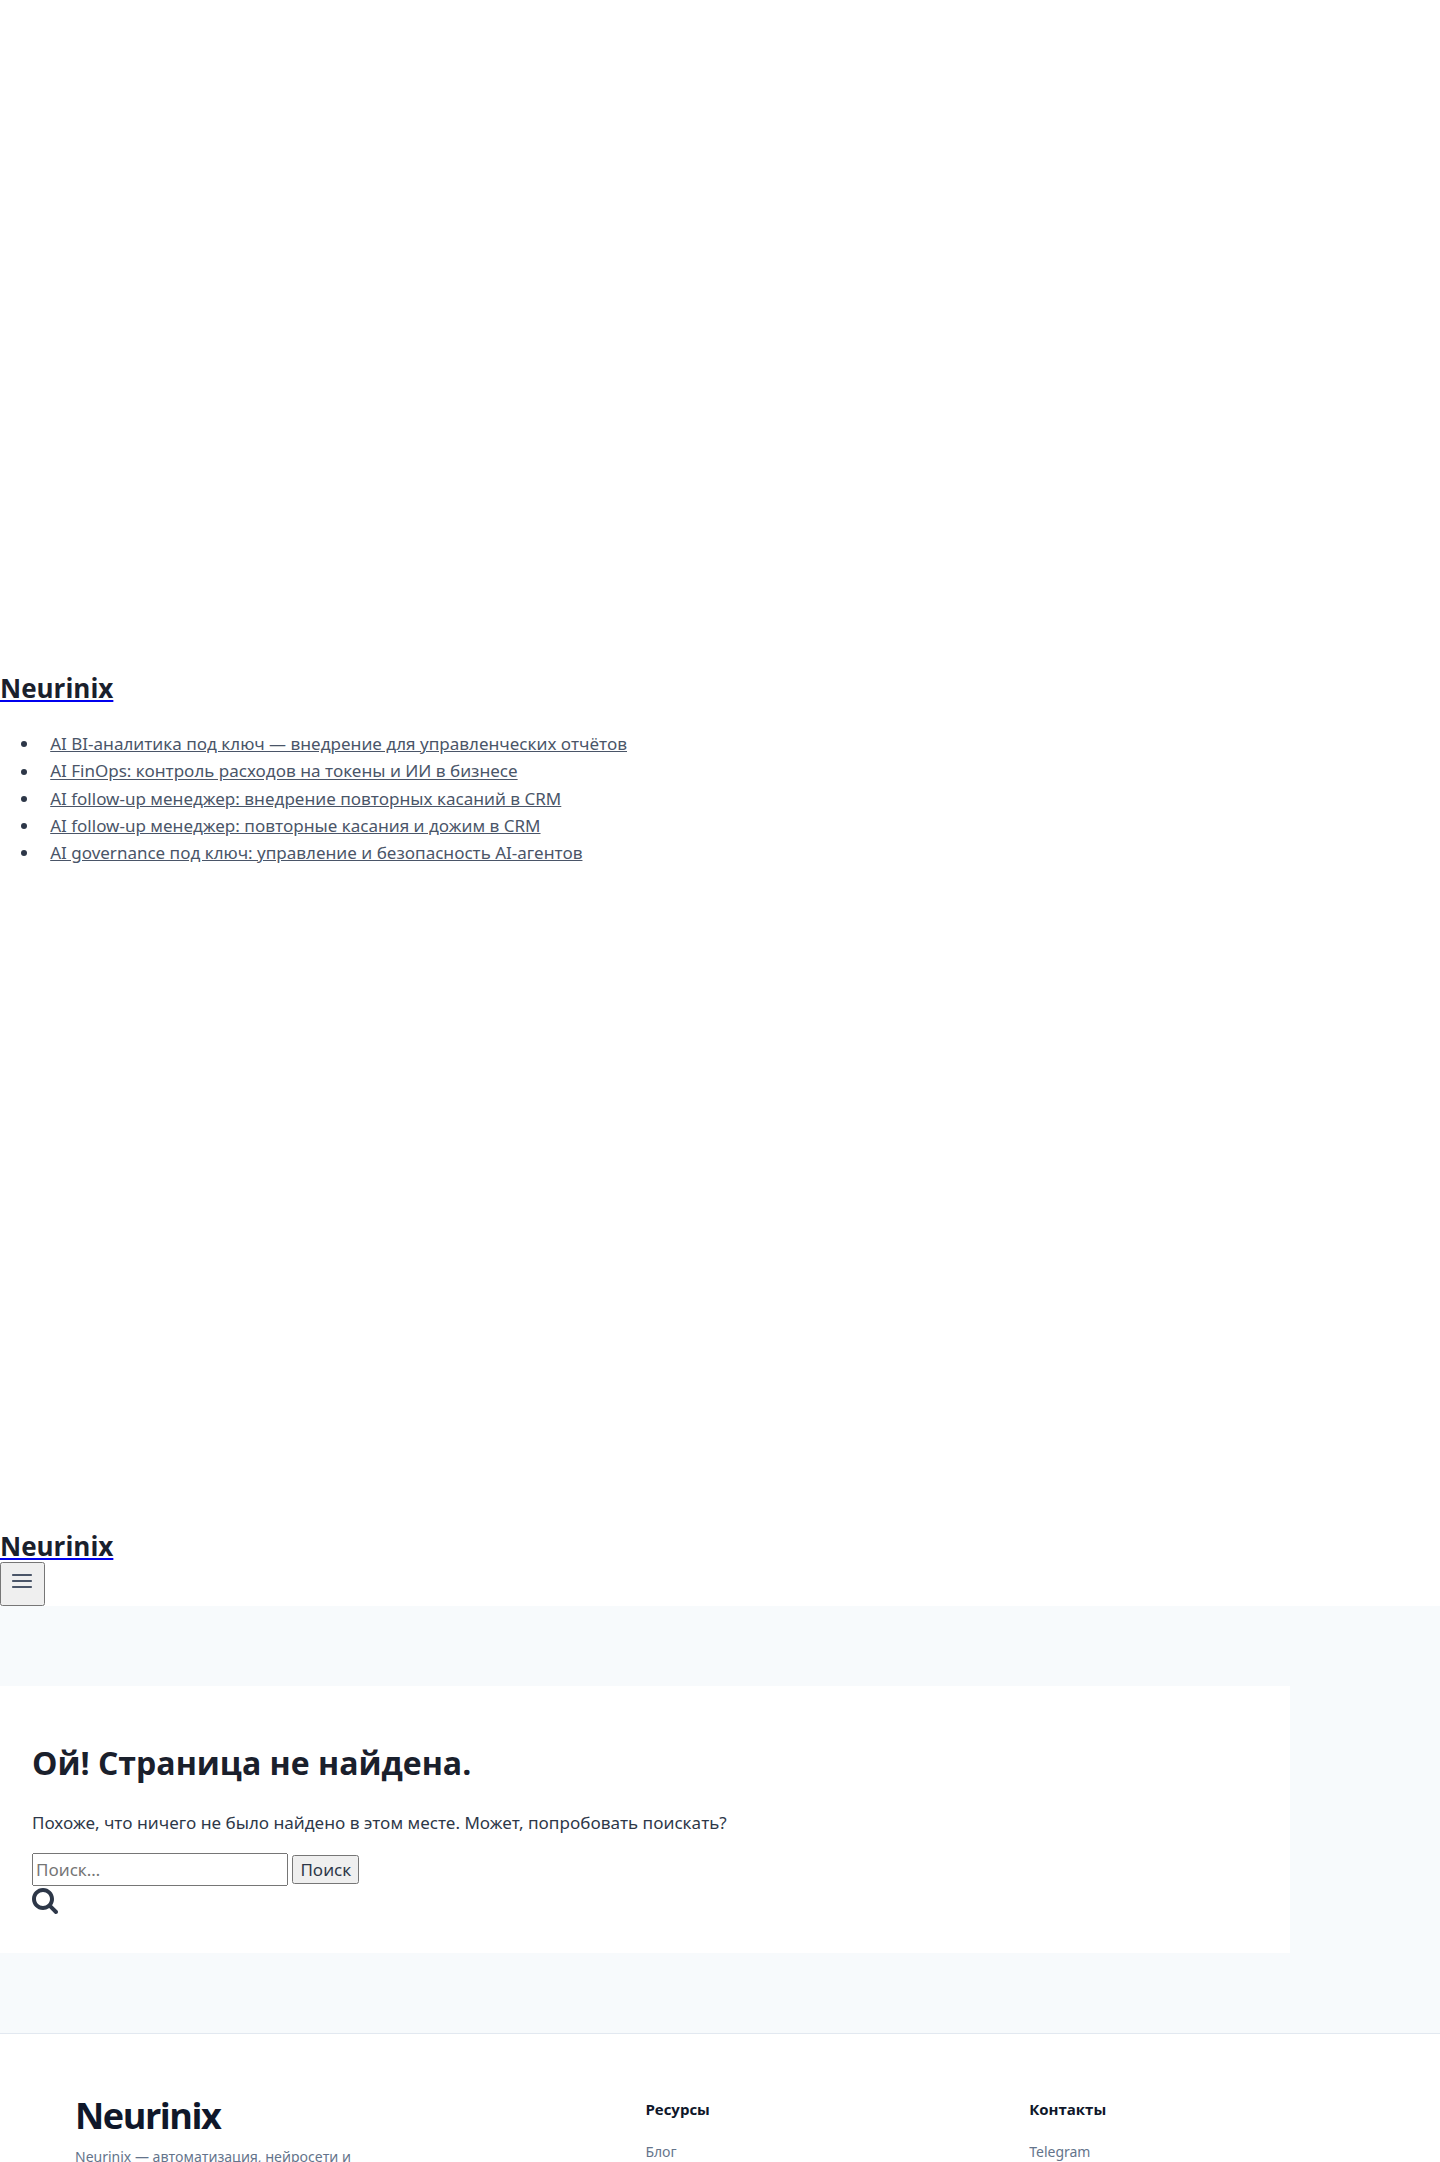 Neurinix
AI BI-аналитика под ключ — внедрение для управленческих отчётов
AI FinOps: контроль расходов на токены и ИИ в бизнесе
AI follow-up менеджер: внедрение повторных касаний в CRM
AI follow-up менеджер: повторные касания и дожим в CRM
AI governance под ключ: управление и безопасность AI-агентов
Neurinix
Ой! Страница не найдена.
Похоже, что ничего не было найдено в этом месте. Может, попробовать поискать?
Поиск...
Поиск
Neurinix
Neurinix — автоматизация, нейросети и
Ресурсы
Блог
Контакты
Telegram